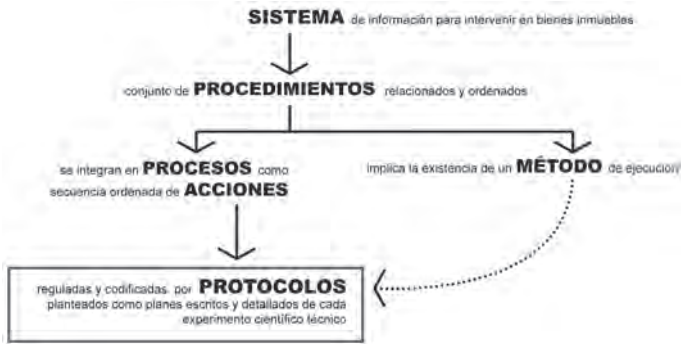 SISTEMA de información para intervenir en bienes inmuebles
conjunto de PROCEDIMIENTOS relacionados y ordenados
se integran en PROCESOS como
secuencia ordenada de ACCIONES
implica la existencia de un MÉTODO de ejecución
reguladas y codificadas por PROTOCOLOS
planteados como planes escritos y detallados de cada
experimento científico técnico